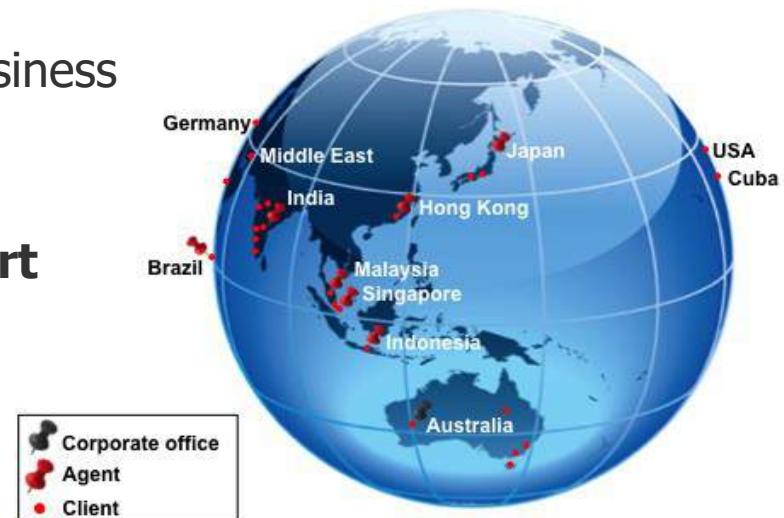 siness
rt
Germany
Middle East
Japan
USA
Cuba
India
Hong Kong
Brazil
Malaysia
Singapore
Indonesia
Australia
Corporate office
Agent
Client